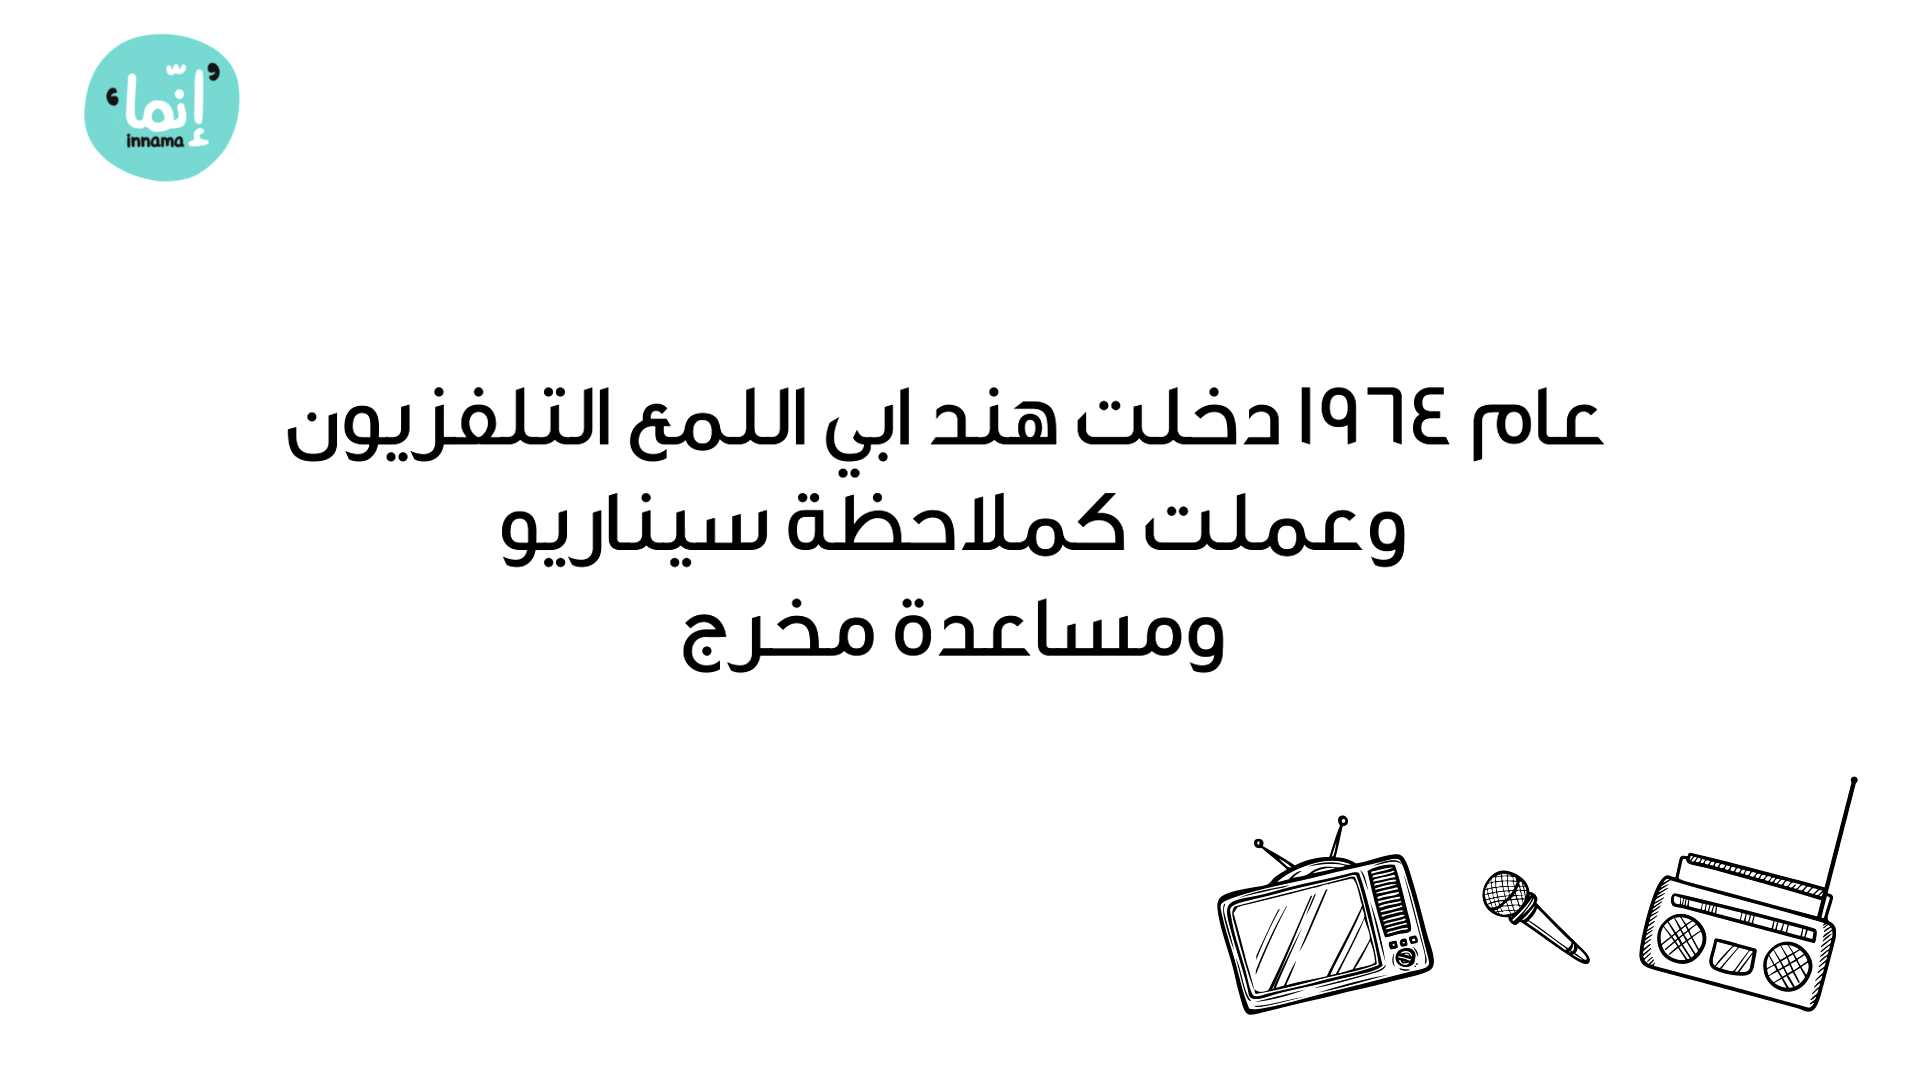 إنّما
innama
عام ١٩٦٤ دخلت هند ابي اللمع التلفزيون
وعملت كملاحظة سيناريو
ومساعدة مخرج